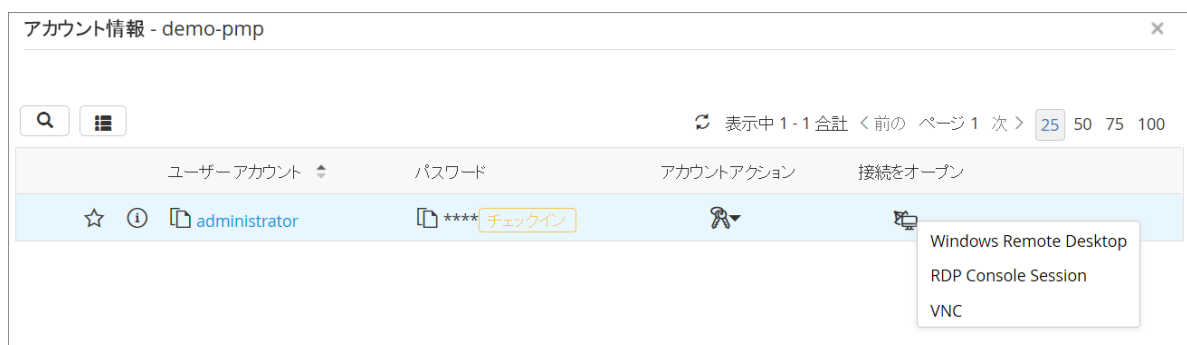 アカウント情報 - demo-pmp ×
表示中 1 - 1 合計 < 前の ページ 1 次 > 25 50 75 100
ユーザー アカウント パスワード アカウントアクション 接続をオープン
administrator **** チェックイン
Windows Remote Desktop
RDP Console Session
VNC